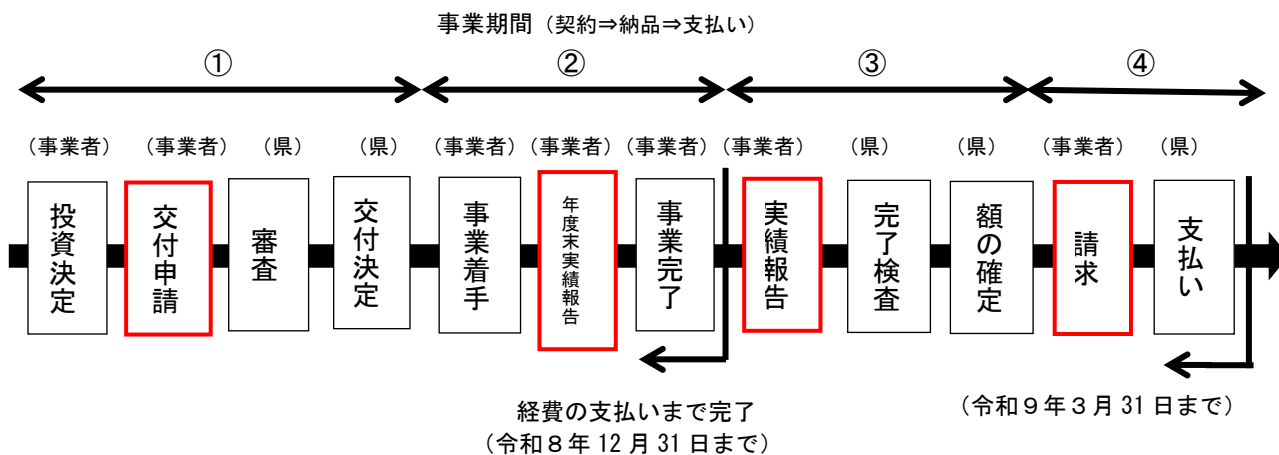 事業期間（契約⇒納品⇒支払い）
① ② ③ ④
（事業者） （事業者） （県） （県） （事業者） （事業者） （事業者） （事業者） （県） （県） （事業者） （県）
投資決定
交付申請
審査
交付決定
事業着手
年度末実績報告
事業完了
実績報告
完了検査
額の確定
請求
支払い
経費の支払いまで完了
（令和８年 12 月 31 日まで）
（令和９年３月 31 日まで）